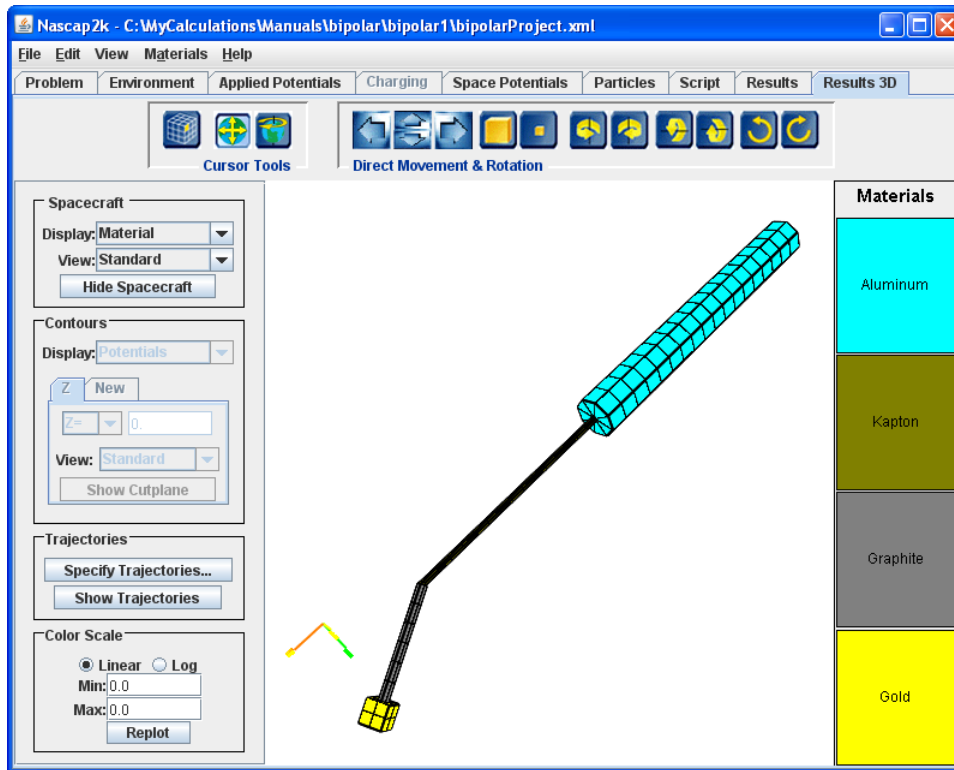 Nascap2k - C:\MyCalculations\Manuals\bipolar\bipolar1\bipolarProject.xml
File Edit View Materials Help
Problem Environment Applied Potentials Charging Space Potentials Particles Script Results Results 3D
Cursor Tools Direct Movement & Rotation
Spacecraft
Display: Material
View: Standard
Hide Spacecraft
Contours
Display: Potentials
Z New
Z= 0.
View: Standard
Show Cutplane
Trajectories
Specify Trajectories...
Show Trajectories
Color Scale
Linear Log
Min: 0.0
Max: 0.0
Replot
Materials
Aluminum
Kapton
Graphite
Gold